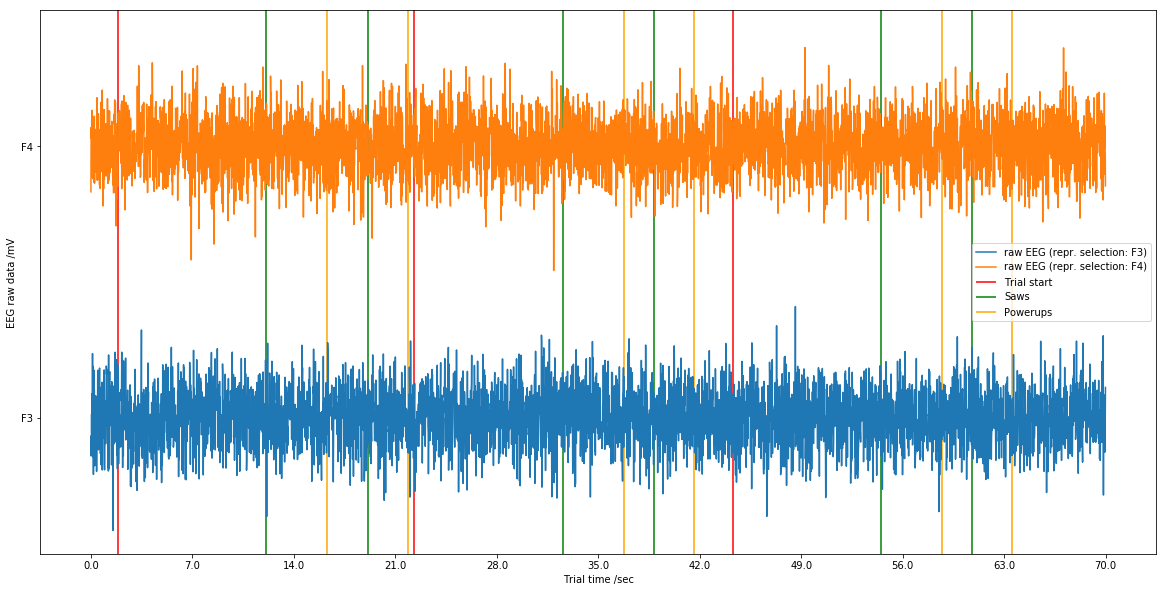 F4
F3
EEG raw data /mV
raw EEG (repr. selection: F3)
raw EEG (repr. selection: F4)
Trial start
Saws
Powerups
0.0 7.0 14.0 21.0 28.0 35.0 42.0 49.0 56.0 63.0 70.0
Trial time /sec